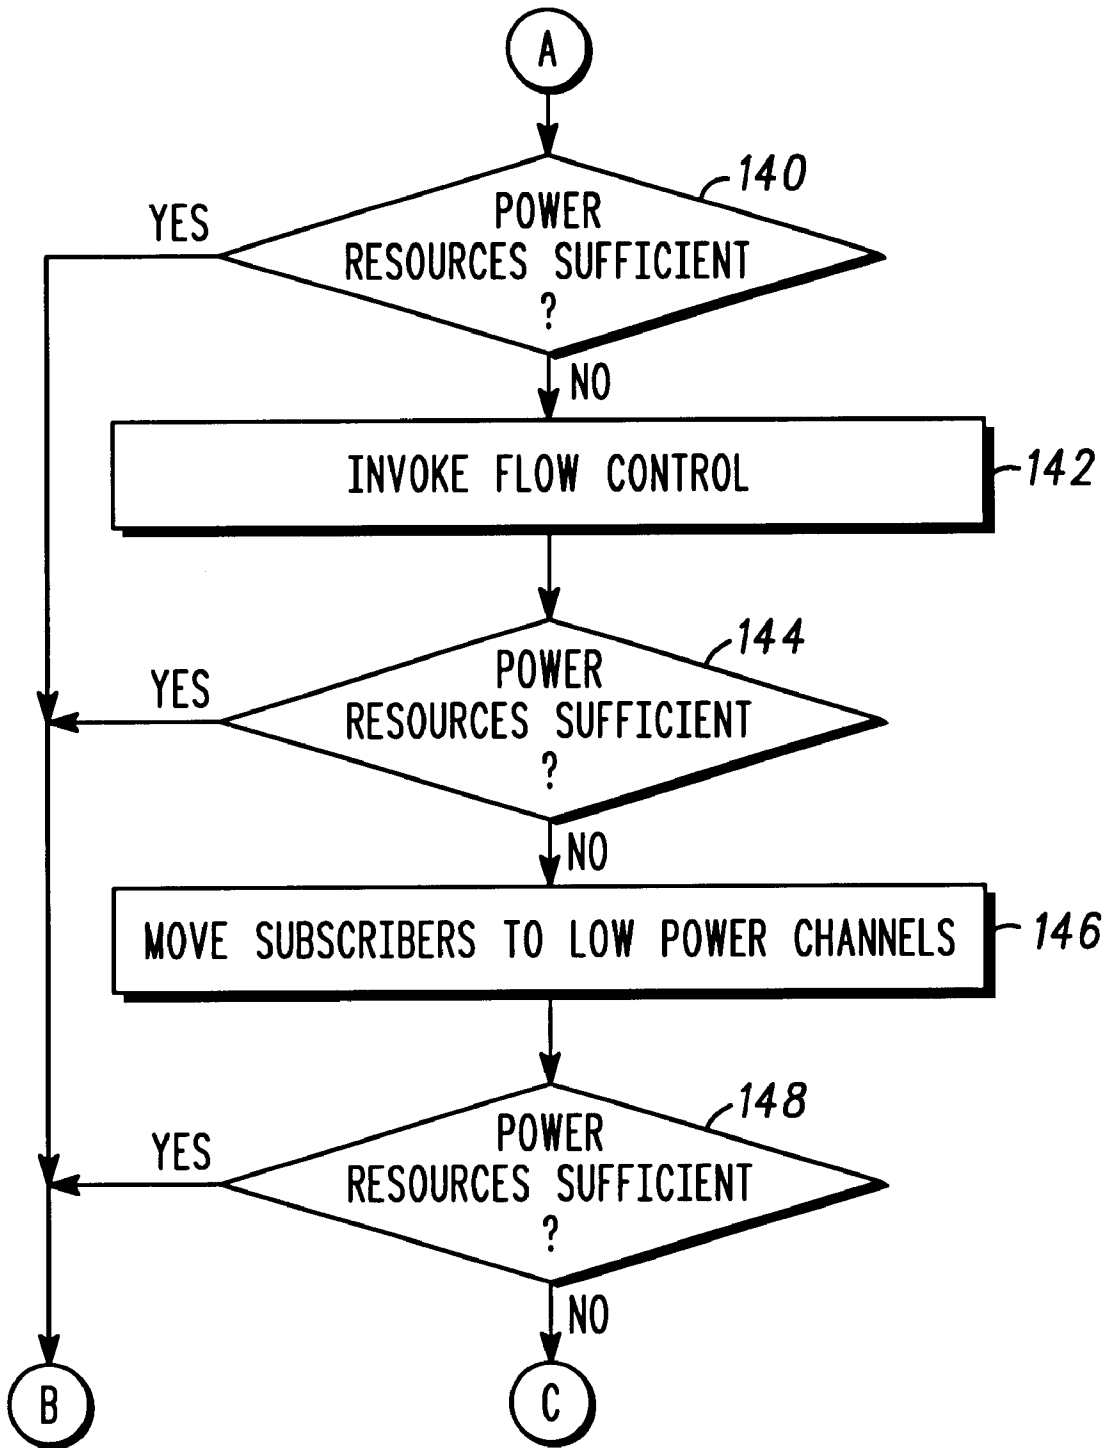 A
140
POWER
YES
RESOURCES SUFFICIENT
?
NO
INVOKE FLOW CONTROL
142
144
POWER
YES
RESOURCES SUFFICIENT
?
NO
MOVE SUBSCRIBERS TO LOW POWER CHANNELS
146
148
POWER
YES
RESOURCES SUFFICIENT
?
NO
B
C